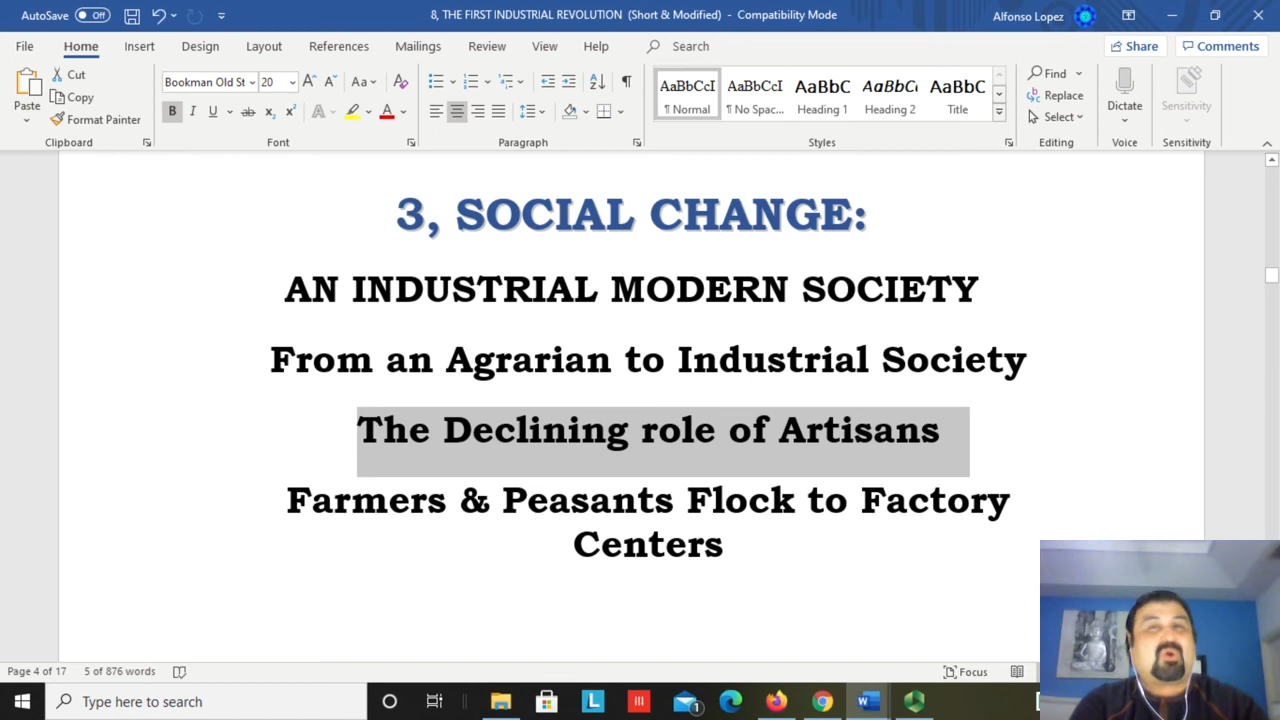 AutoSave Off 8, THE FIRST INDUSTRIAL REVOLUTION (Short & Modified) - Compatibility Mode Alfonso Lopez
File Home Insert Design Layout References Mailings Review View Help Search Share Comments
Paste Cut Copy Format Painter
Bookman Old St 20
Aa
AaBbCcI AaBbCcI AaBbC AaBbC AaBbC
¶ Normal ¶ No Spac... Heading 1 Heading 2 Title
Find Replace Select
Dictate Sensitivity
Clipboard Font Paragraph Styles Editing Voice Sensitivity
3, SOCIAL CHANGE:
AN INDUSTRIAL MODERN SOCIETY
From an Agrarian to Industrial Society
The Declining role of Artisans
Farmers & Peasants Flock to Factory
Centers
Page 4 of 17 5 of 876 words Focus
Type here to search